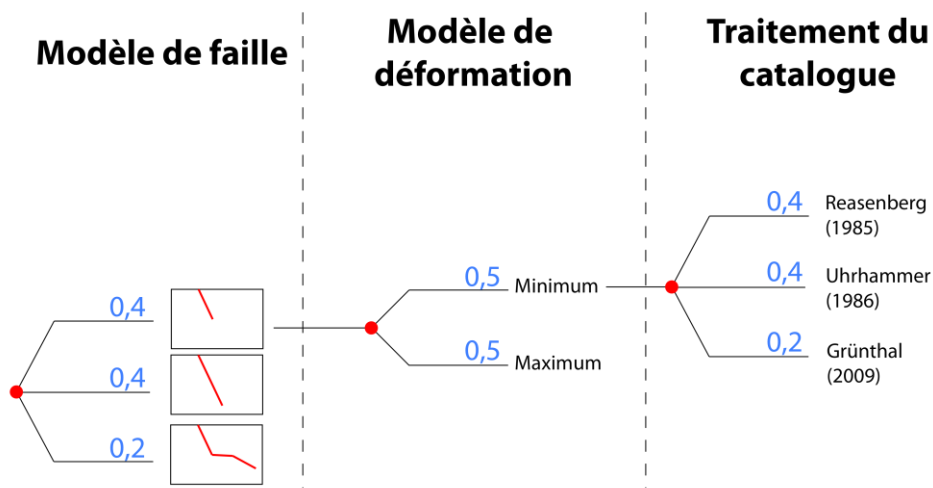 Modèle de faille
Modèle de
déformation
Traitement du
catalogue
0,4
0,4
0,2
0,5
Minimum
0,5
Maximum
0,4
Reasenberg
(1985)
0,4
Uhrhammer
(1986)
0,2
Grünthal
(2009)